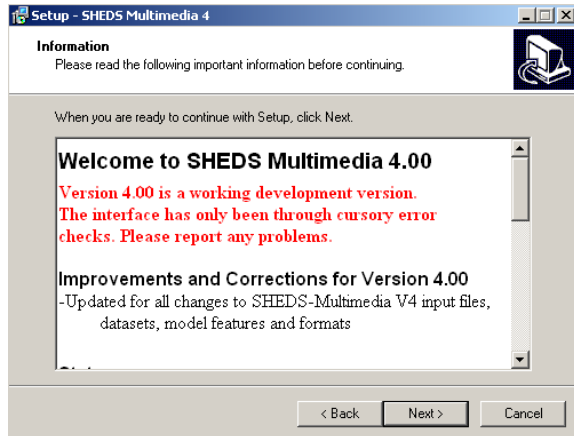 Setup - SHEDS Multimedia 4
Information
Please read the following important information before continuing.
When you are ready to continue with Setup, click Next.
Welcome to SHEDS Multimedia 4.00
Version 4.00 is a working development version.
The interface has only been through cursory error
checks. Please report any problems.
Improvements and Corrections for Version 4.00
-Updated for all changes to SHEDS-Multimedia V4 input files,
datasets, model features and formats
< Back Next > Cancel